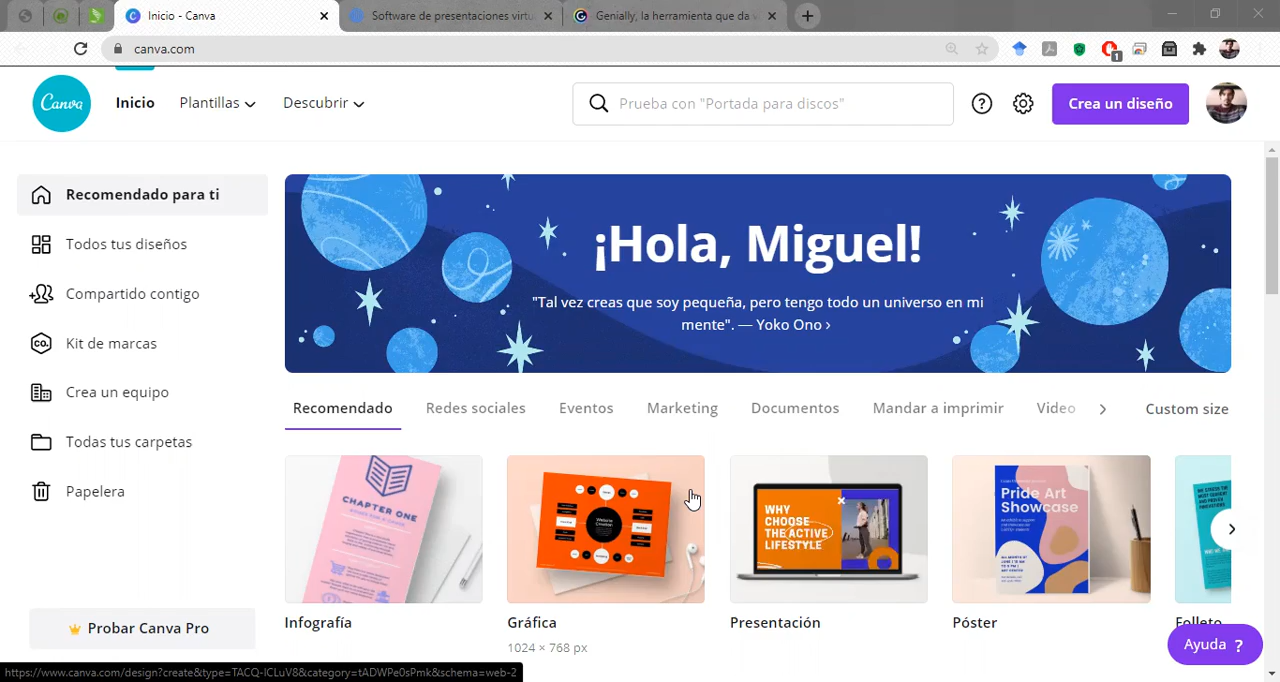 Inicio - Canva
Software de presentaciones virtu
Genially, la herramienta que da
canva.com
1
Canva
Inicio
Plantillas
Descubrir
Prueba con "Portada para discos"
Crea un diseño
Recomendado para ti
Todos tus diseños
Compartido contigo
CO.
Kit de marcas
Crea un equipo
Todas tus carpetas
Papelera
Probar Canva Pro
¡Hola, Miguel!
"Tal vez creas que soy pequeña, pero tengo todo un universo en mi
mente". — Yoko Ono ›
Recomendado
Redes sociales
Eventos
Marketing
Documentos
Mandar a imprimir
Video
Custom size
CHAPTER ONE
WHY
CHOOSE
THE ACTIVE
LIFESTYLE
Pride Art
Showcase
Infografía
Gráfica
1024 × 768 px
Presentación
Póster
Folleto
Ayuda ?
https://www.canva.com/design?create&type=TACQ-lCLuV8&category=tADWPe0sPmk&schema=web-2